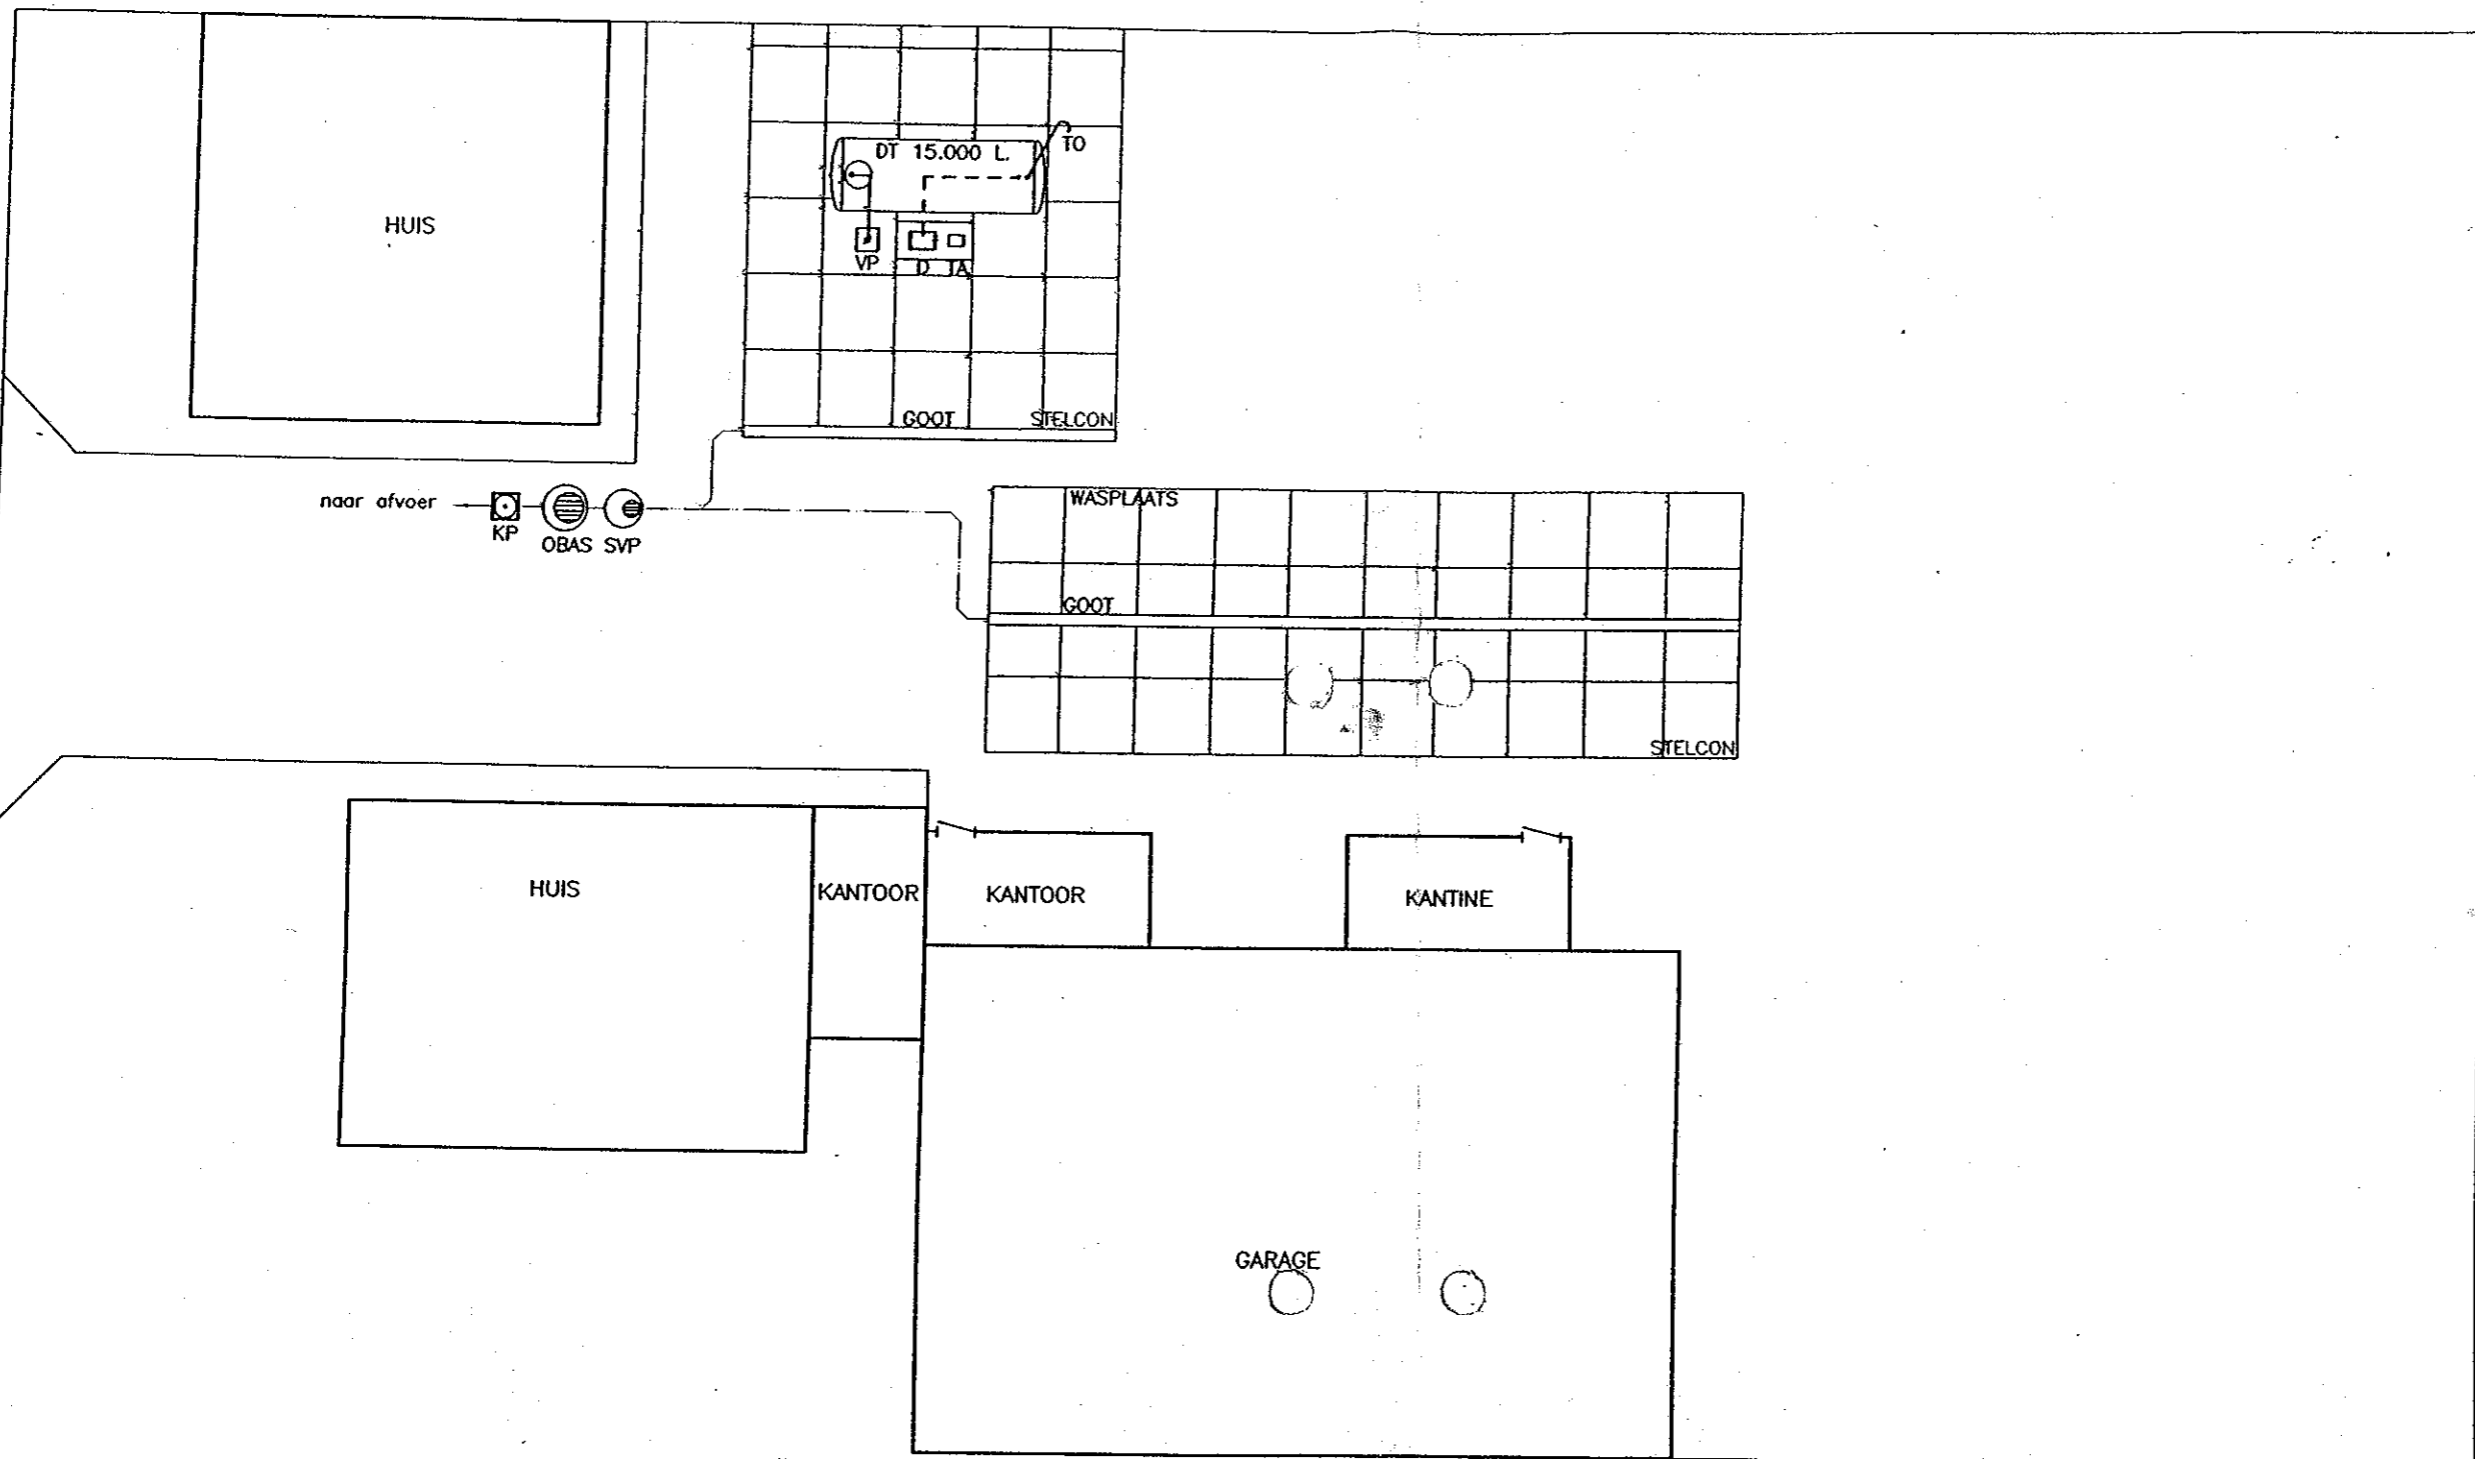 DT 15.000 L.
TO
HUIS
VP
D
TA
GOOT
STELCON
naar afvoer
KP
OBAS
SVP
WASPLAATS
GOOT
STELCON
HUIS
KANTOOR
KANTOOR
KANTINE
GARAGE